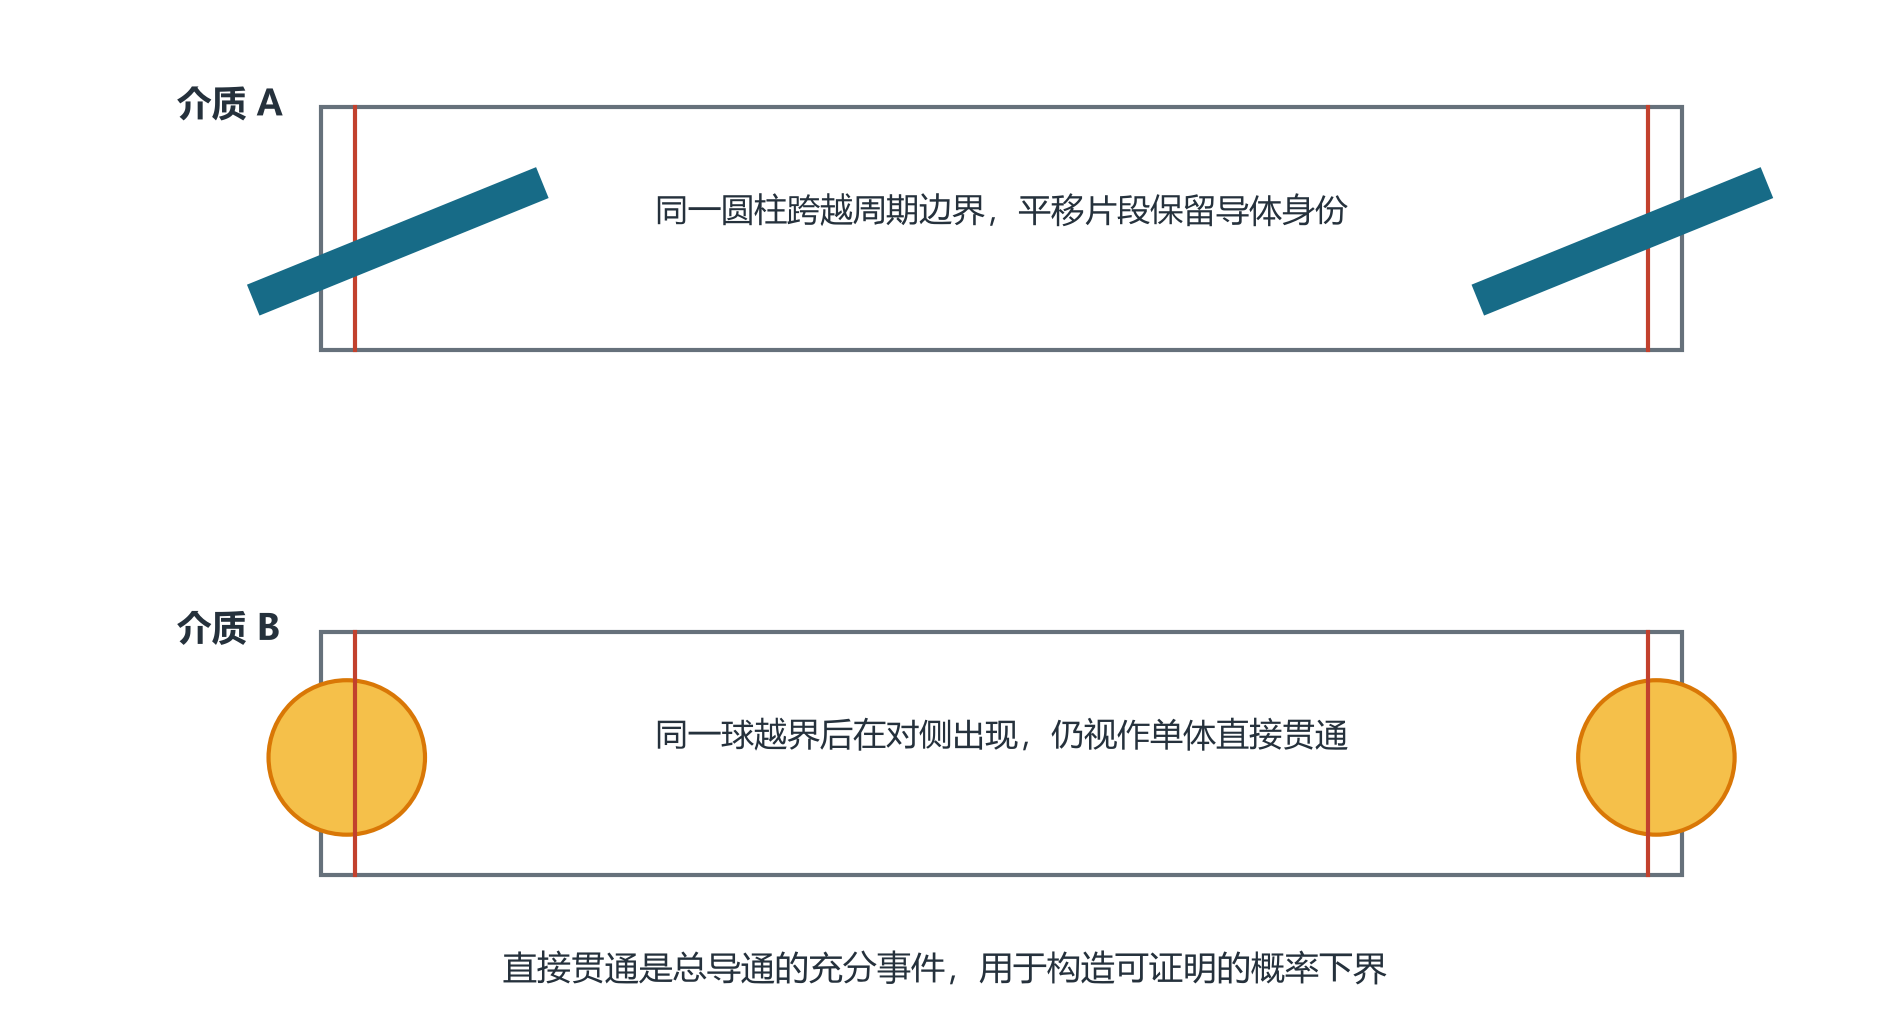 介质 A
同一圆柱跨越周期边界，平移片段保留导体身份
介质 B
同一球越界后在对侧出现，仍视作单体直接贯通
直接贯通是总导通的充分事件，用于构造可证明的概率下界